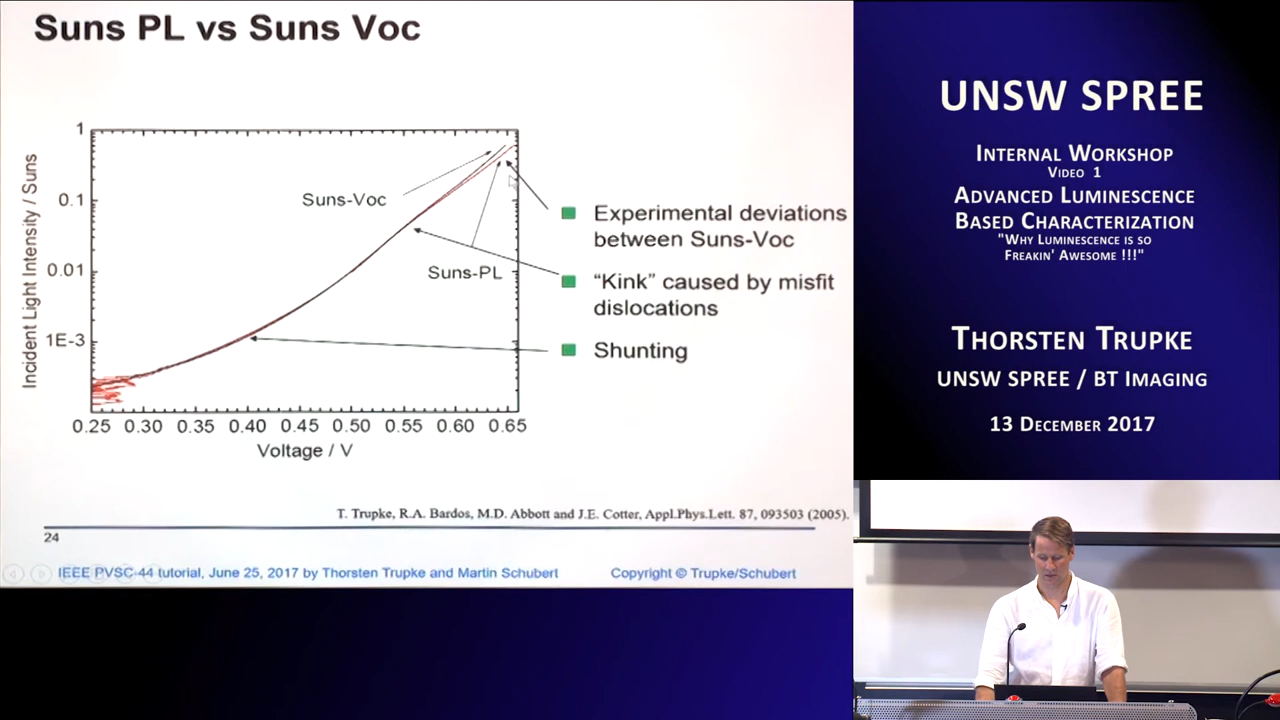 Suns PL vs Suns Voc
Incident Light Intensity / Suns
1
0.1
0.01
1E-3
Suns-Voc
Suns-PL
0.25 0.30 0.35 0.40 0.45 0.50 0.55 0.60 0.65
Voltage / V
Experimental deviations
between Suns-Voc
“Kink” caused by misfit
dislocations
Shunting
T. Trupke, R.A. Bardos, M.D. Abbott and J.E. Cotter, Appl.Phys.Lett. 87, 093503 (2005).
24
IEEE PVSC-44 tutorial, June 25, 2017 by Thorsten Trupke and Martin Schubert
Copyright © Trupke/Schubert
UNSW SPREE
Internal Workshop
Video 1
Advanced Luminescence
Based Characterization
"Why Luminescence is so
Freakin' Awesome !!!"
Thorsten Trupke
UNSW SPREE / BT Imaging
13 December 2017